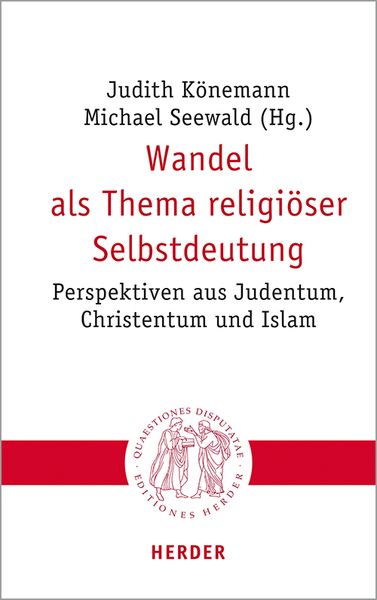 Judith Könemann
Michael Seewald (Hg.)
Wandel
als Thema religiöser
Selbstdeutung
Perspektiven aus Judentum,
Christentum und Islam
QUAESTIONES DISPUTATAE
EDITIONES HERDER
HERDER